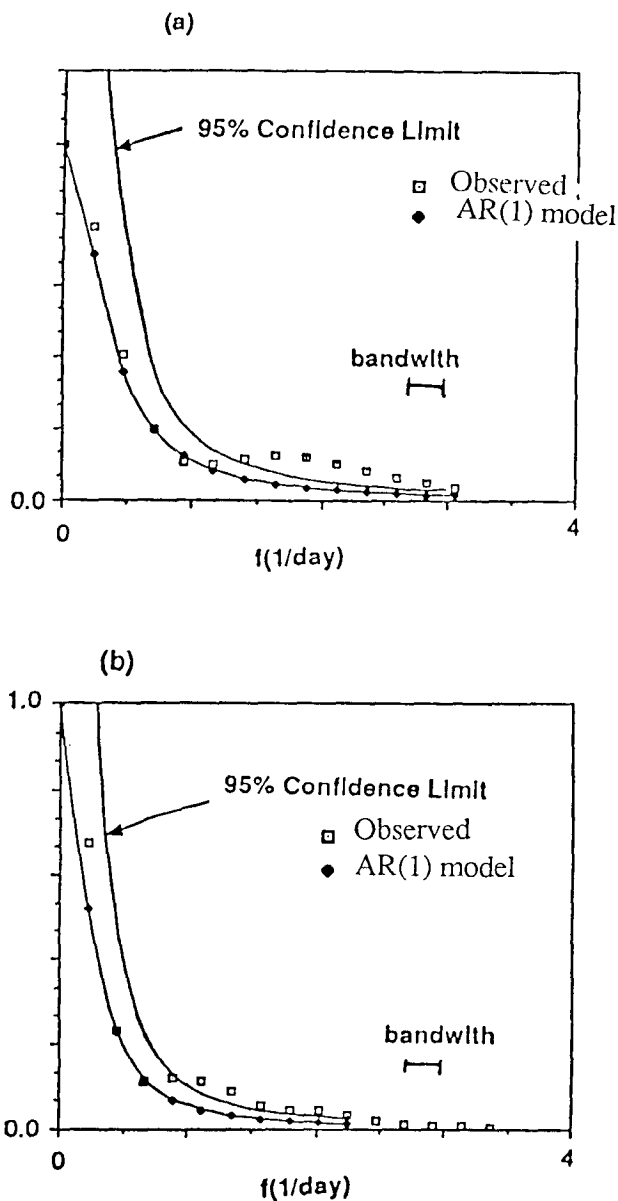 (a)
95% Confidence Limit
Observed
AR(1) model
bandwith
0.0
0
4
f(1/day)
(b)
1.0
95% Confidence Limit
Observed
AR(1) model
bandwith
0.0
0
4
f(1/day)